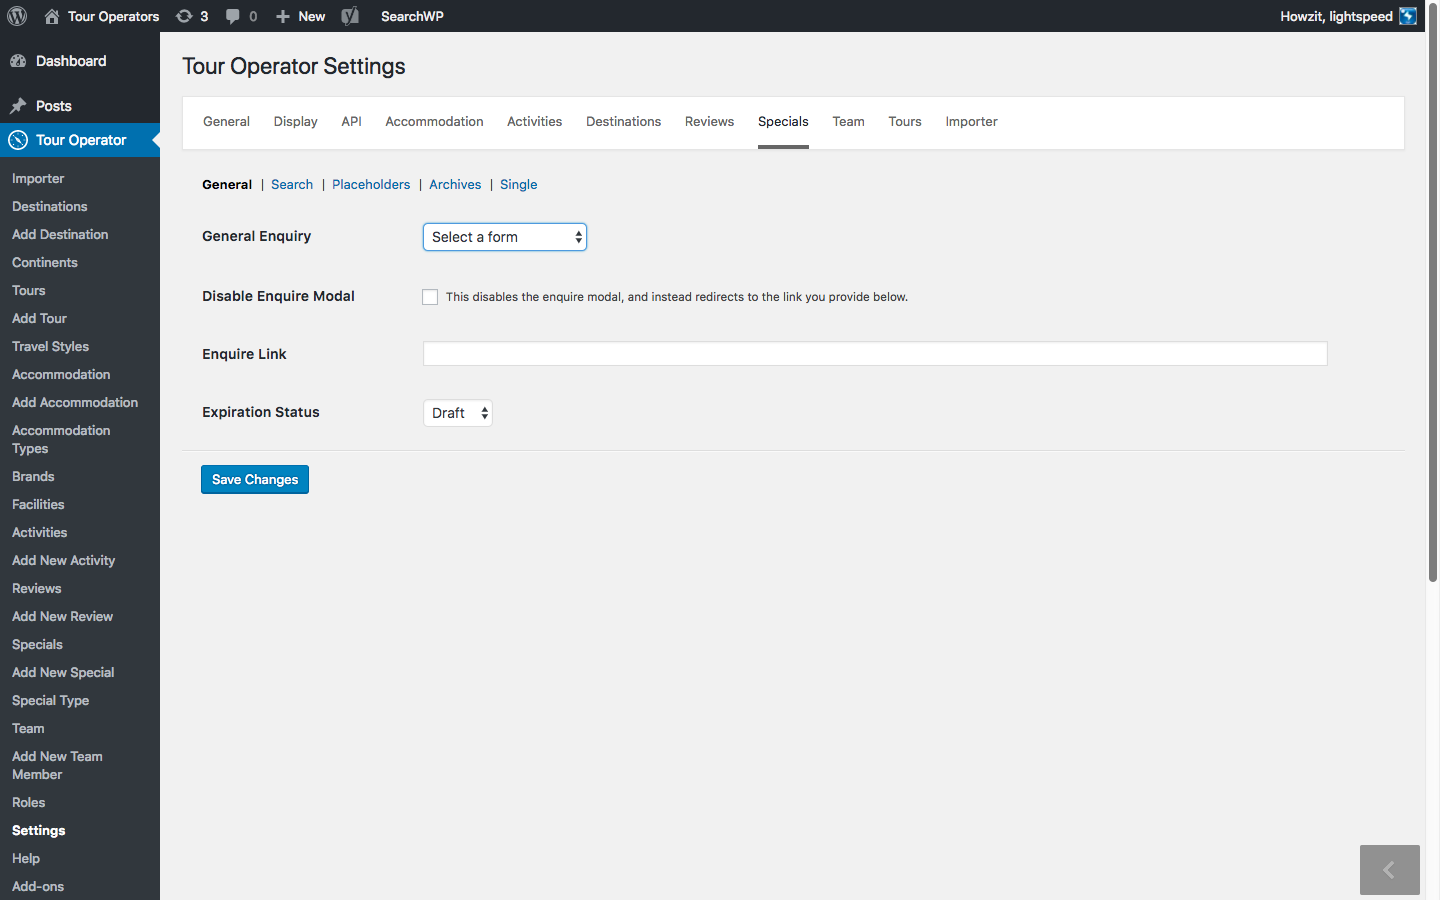 Tour Operators 3 0 New SearchWP Howzit, lightspeed
Dashboard
Posts
Tour Operator
Importer
Destinations
Add Destination
Continents
Tours
Add Tour
Travel Styles
Accommodation
Add Accommodation
Accommodation
Types
Brands
Facilities
Activities
Add New Activity
Reviews
Add New Review
Specials
Add New Special
Special Type
Team
Add New Team
Member
Roles
Settings
Help
Add-ons
Tour Operator Settings
General Display API Accommodation Activities Destinations Reviews Specials Team Tours Importer
General | Search | Placeholders | Archives | Single
General Enquiry Select a form
Disable Enquire Modal This disables the enquire modal, and instead redirects to the link you provide below.
Enquire Link
Expiration Status Draft
Save Changes